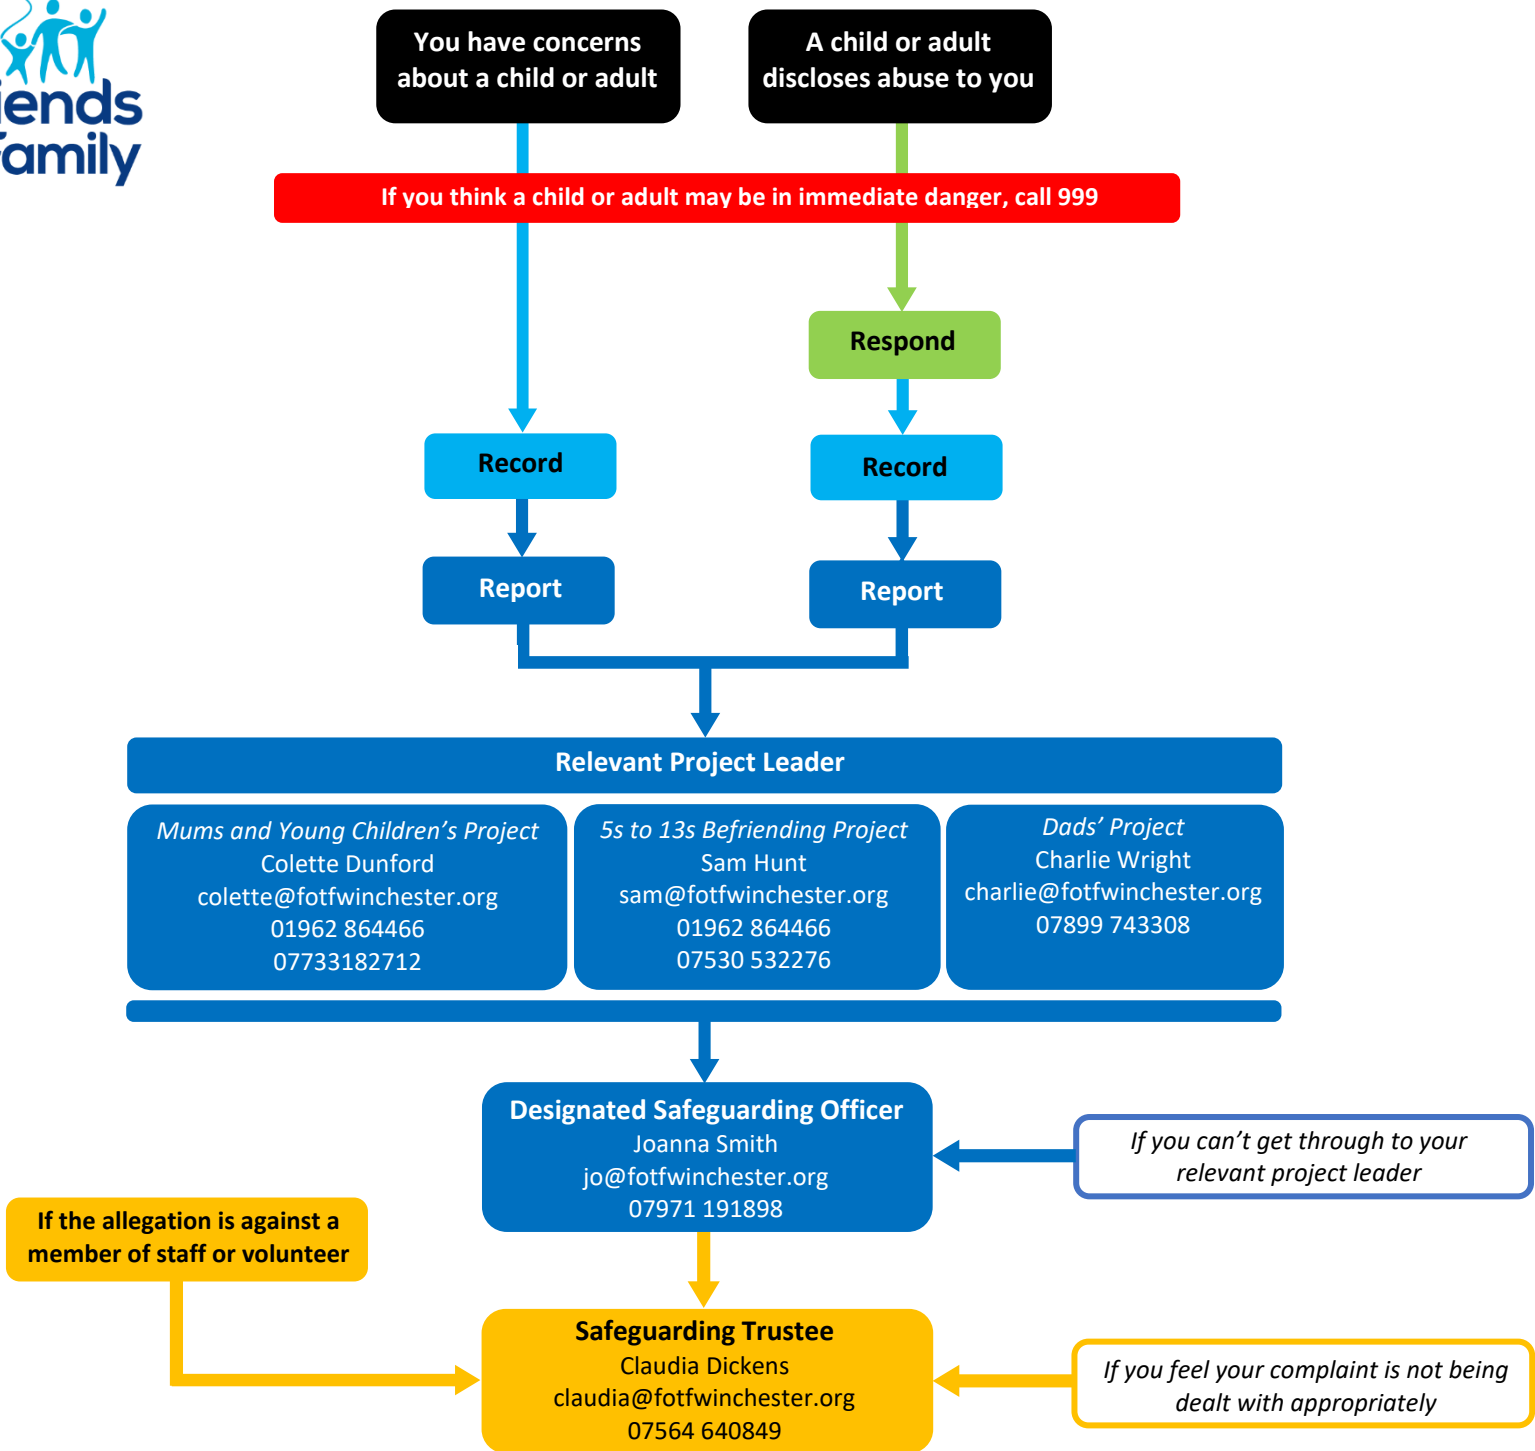 iends
Family
You have concerns
about a child or adult
A child or adult
discloses abuse to you
If you think a child or adult may be in immediate danger, call 999
Respond
Record
Record
Report
Report
Relevant Project Leader
Mums and Young Children’s Project
Colette Dunford
colette@fotfwinchester.org
01962 864466
07733182712
5s to 13s Befriending Project
Sam Hunt
sam@fotfwinchester.org
01962 864466
07530 532276
Dads’ Project
Charlie Wright
charlie@fotfwinchester.org
07899 743308
Designated Safeguarding Officer
Joanna Smith
jo@fotfwinchester.org
07971 191898
If you can’t get through to your
relevant project leader
If the allegation is against a
member of staff or volunteer
Safeguarding Trustee
Claudia Dickens
claudia@fotfwinchester.org
07564 640849
If you feel your complaint is not being
dealt with appropriately